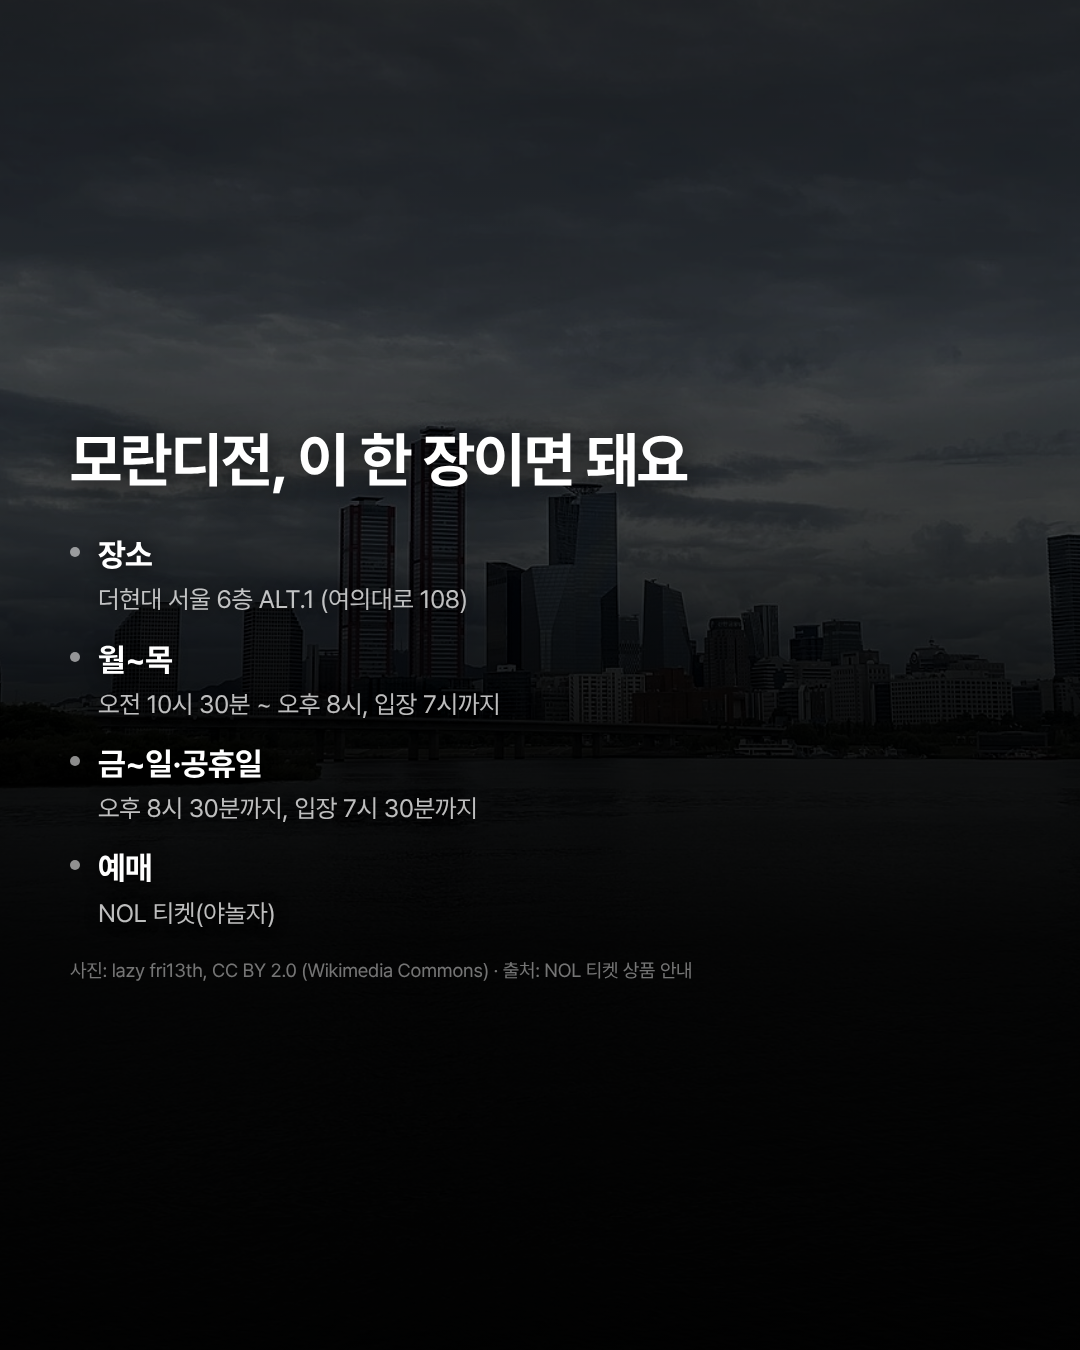 모란디전, 이 한 장이면 돼요
• 장소
더현대 서울 6층 ALT.1 (여의대로 108)
• 월~목
오전 10시 30분 ~ 오후 8시, 입장 7시까지
• 금~일·공휴일
오후 8시 30분까지, 입장 7시 30분까지
• 예매
NOL 티켓(야놀자)
사진: lazy fri13th, CC BY 2.0 (Wikimedia Commons) · 출처: NOL 티켓 상품 안내